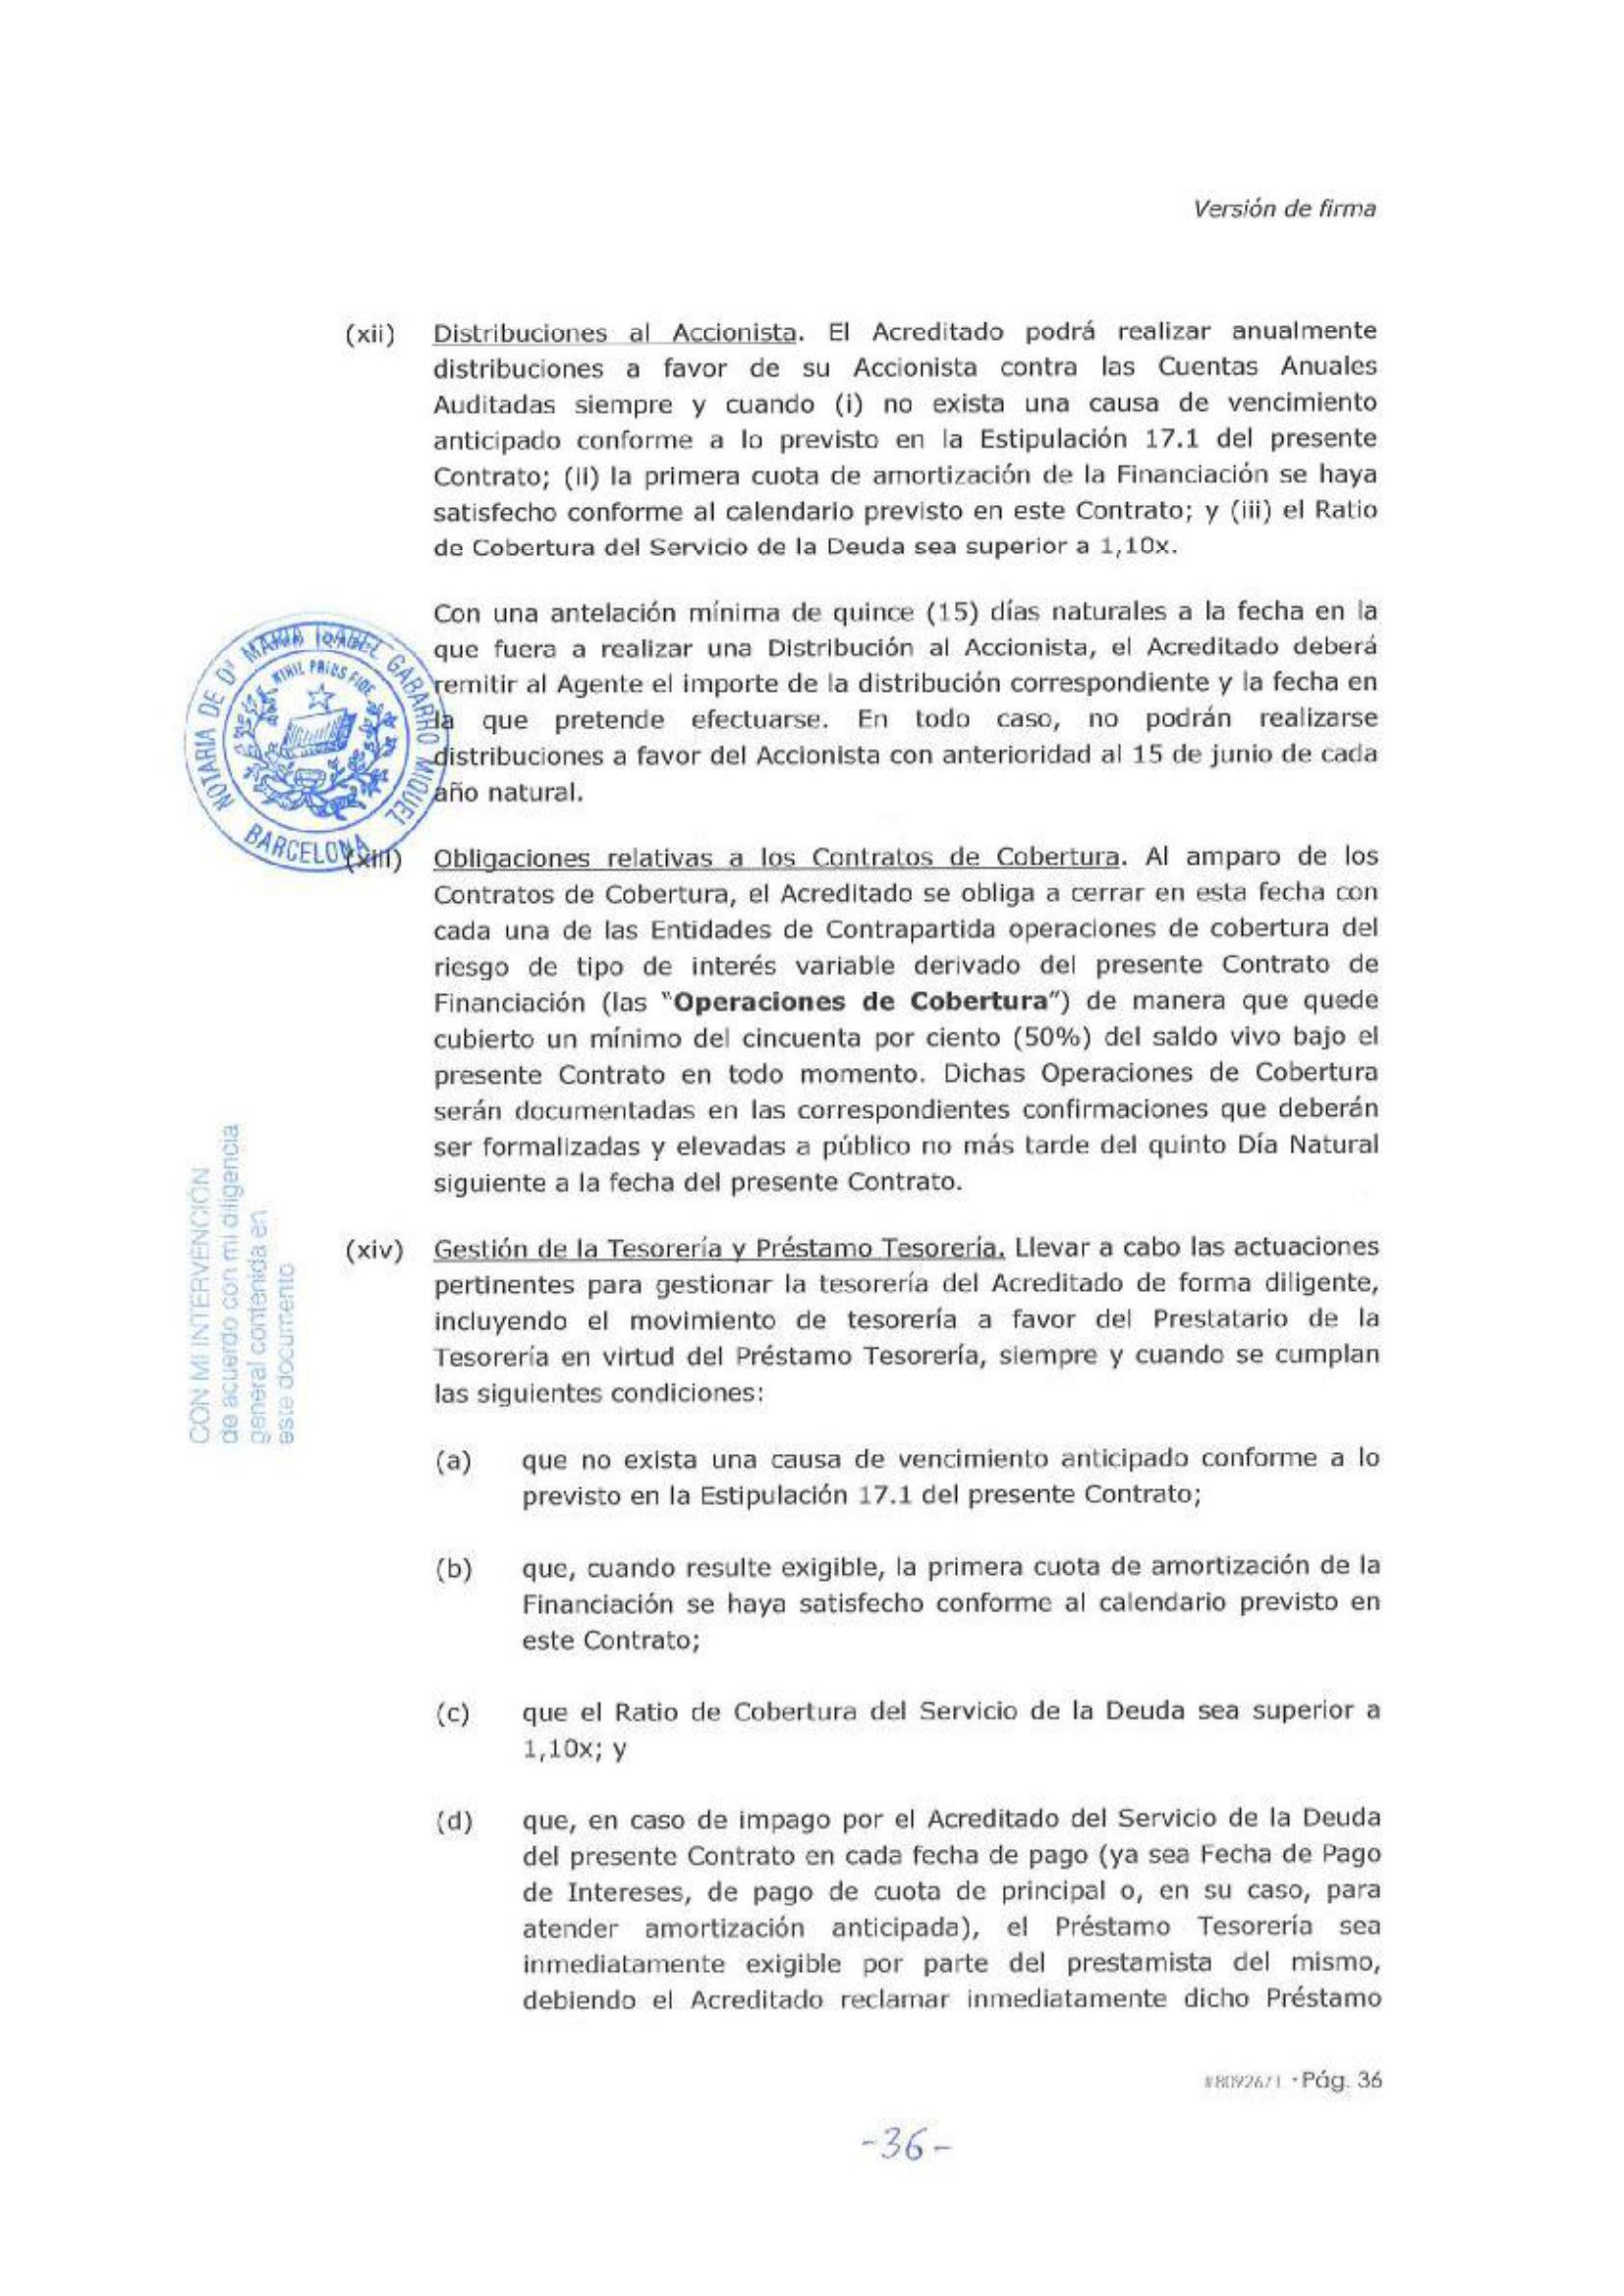 Versión de firma
(xii) Distribuciones al Accionista. El Acreditado podrá realizar anualmente
distribuciones a favor de su Accionista contra las Cuentas Anuales
Auditadas siempre y cuando (i) no exista una causa de vencimiento
anticipado conforme a lo previsto en la Estipulación 17.1 del presente
Contrato; (ii) la primera cuota de amortización de la Financiación se haya
satisfecho conforme al calendario previsto en este Contrato; y (iii) el Ratio
de Cobertura del Servicio de la Deuda sea superior a 1,10x.
Con una antelación mínima de quince (15) días naturales a la fecha en la
que fuera a realizar una Distribución al Accionista, el Acreditado deberá
remitir al Agente el importe de la distribución correspondiente y la fecha en
la que pretende efectuarse. En todo caso, no podrán realizarse
distribuciones a favor del Accionista con anterioridad al 15 de junio de cada
año natural.
NOTARIA DE Dª MARIA ISABEL GABARRÓ MIQUEL
NIHIL PRIUS FIDE
BARCELONA
(xiii) Obligaciones relativas a los Contratos de Cobertura. Al amparo de los
Contratos de Cobertura, el Acreditado se obliga a cerrar en esta fecha con
cada una de las Entidades de Contrapartida operaciones de cobertura del
riesgo de tipo de interés variable derivado del presente Contrato de
Financiación (las "Operaciones de Cobertura") de manera que quede
cubierto un mínimo del cincuenta por ciento (50%) del saldo vivo bajo el
presente Contrato en todo momento. Dichas Operaciones de Cobertura
serán documentadas en las correspondientes confirmaciones que deberán
ser formalizadas y elevadas a público no más tarde del quinto Día Natural
siguiente a la fecha del presente Contrato.
CON MI INTERVENCIÓN
de acuerdo con mi diligencia
general contenida en
este documento
(xiv) Gestión de la Tesorería y Préstamo Tesorería. Llevar a cabo las actuaciones
pertinentes para gestionar la tesorería del Acreditado de forma diligente,
incluyendo el movimiento de tesorería a favor del Prestatario de la
Tesorería en virtud del Préstamo Tesorería, siempre y cuando se cumplan
las siguientes condiciones:
(a) que no exista una causa de vencimiento anticipado conforme a lo
previsto en la Estipulación 17.1 del presente Contrato;
(b) que, cuando resulte exigible, la primera cuota de amortización de la
Financiación se haya satisfecho conforme al calendario previsto en
este Contrato;
(c) que el Ratio de Cobertura del Servicio de la Deuda sea superior a
1,10x; y
(d) que, en caso de impago por el Acreditado del Servicio de la Deuda
del presente Contrato en cada fecha de pago (ya sea Fecha de Pago
de Intereses, de pago de cuota de principal o, en su caso, para
atender amortización anticipada), el Préstamo Tesorería sea
inmediatamente exigible por parte del prestamista del mismo,
debiendo el Acreditado reclamar inmediatamente dicho Préstamo
#80926/1 · Pág. 36
-36-